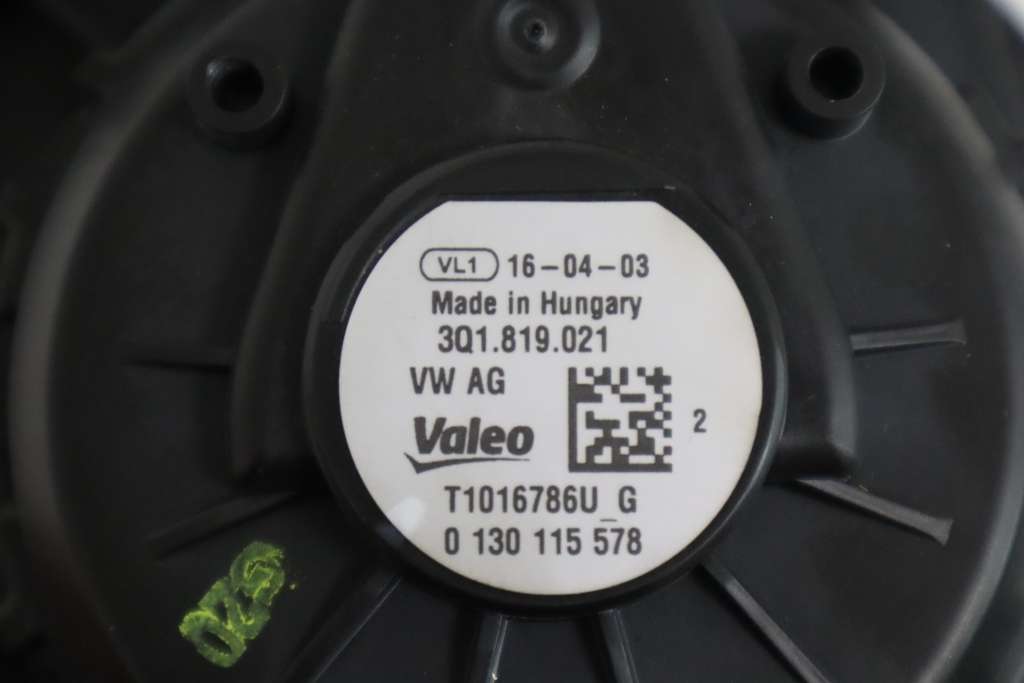 VL1 16-04-03
Made in Hungary
3Q1.819.021
VW AG
Valeo
2
T1016786U_G
0 130 115 578